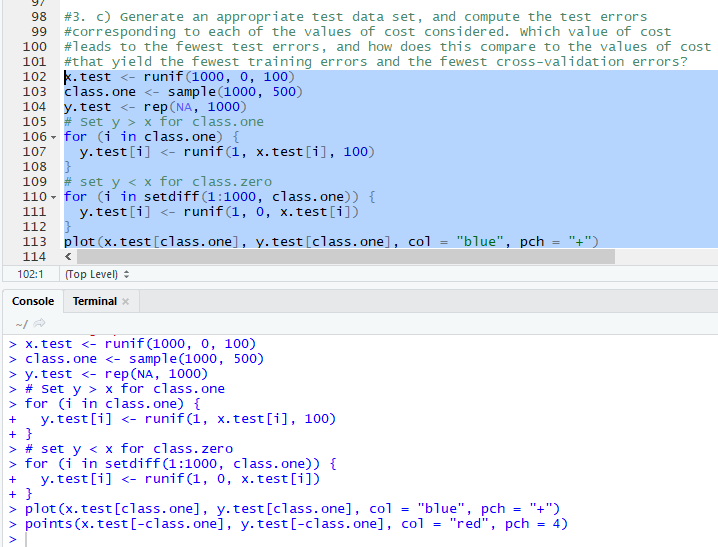 97
98 #3. c) Generate an appropriate test data set, and compute the test errors
99 #corresponding to each of the values of cost considered. Which value of cost
100 #leads to the fewest test errors, and how does this compare to the values of cost
101 #that yield the fewest training errors and the fewest cross-validation errors?
102 x.test <- runif(1000, 0, 100)
103 class.one <- sample(1000, 500)
104 y.test <- rep(NA, 1000)
105 # Set y > x for class.one
106 for (i in class.one) {
107 y.test[i] <- runif(1, x.test[i], 100)
108 }
109 # set y < x for class.zero
110 for (i in setdiff(1:1000, class.one)) {
111 y.test[i] <- runif(1, 0, x.test[i])
112 }
113 plot(x.test[class.one], y.test[class.one], col = "blue", pch = "+")
114
102:1 (Top Level)
Console Terminal ×
~/
> x.test <- runif(1000, 0, 100)
> class.one <- sample(1000, 500)
> y.test <- rep(NA, 1000)
> # Set y > x for class.one
> for (i in class.one) {
+ y.test[i] <- runif(1, x.test[i], 100)
+ }
> # set y < x for class.zero
> for (i in setdiff(1:1000, class.one)) {
+ y.test[i] <- runif(1, 0, x.test[i])
+ }
> plot(x.test[class.one], y.test[class.one], col = "blue", pch = "+")
> points(x.test[-class.one], y.test[-class.one], col = "red", pch = 4)
>